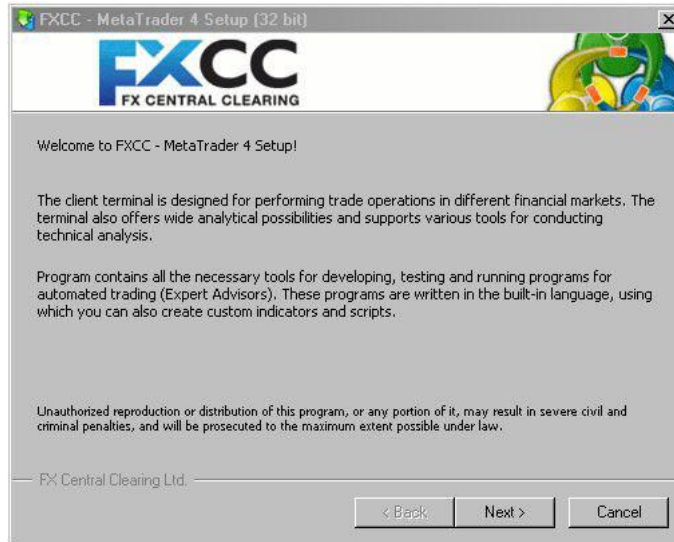 FXCC - MetaTrader 4 Setup (32 bit)
FXCC
FX CENTRAL CLEARING
Welcome to FXCC - MetaTrader 4 Setup!
The client terminal is designed for performing trade operations in different financial markets. The
terminal also offers wide analytical possibilities and supports various tools for conducting
technical analysis.
Program contains all the necessary tools for developing, testing and running programs for
automated trading (Expert Advisors). These programs are written in the built-in language, using
which you can also create custom indicators and scripts.
Unauthorized reproduction or distribution of this program, or any portion of it, may result in severe civil and
criminal penalties, and will be prosecuted to the maximum extent possible under law.
FX Central Clearing Ltd.
< Back Next > Cancel